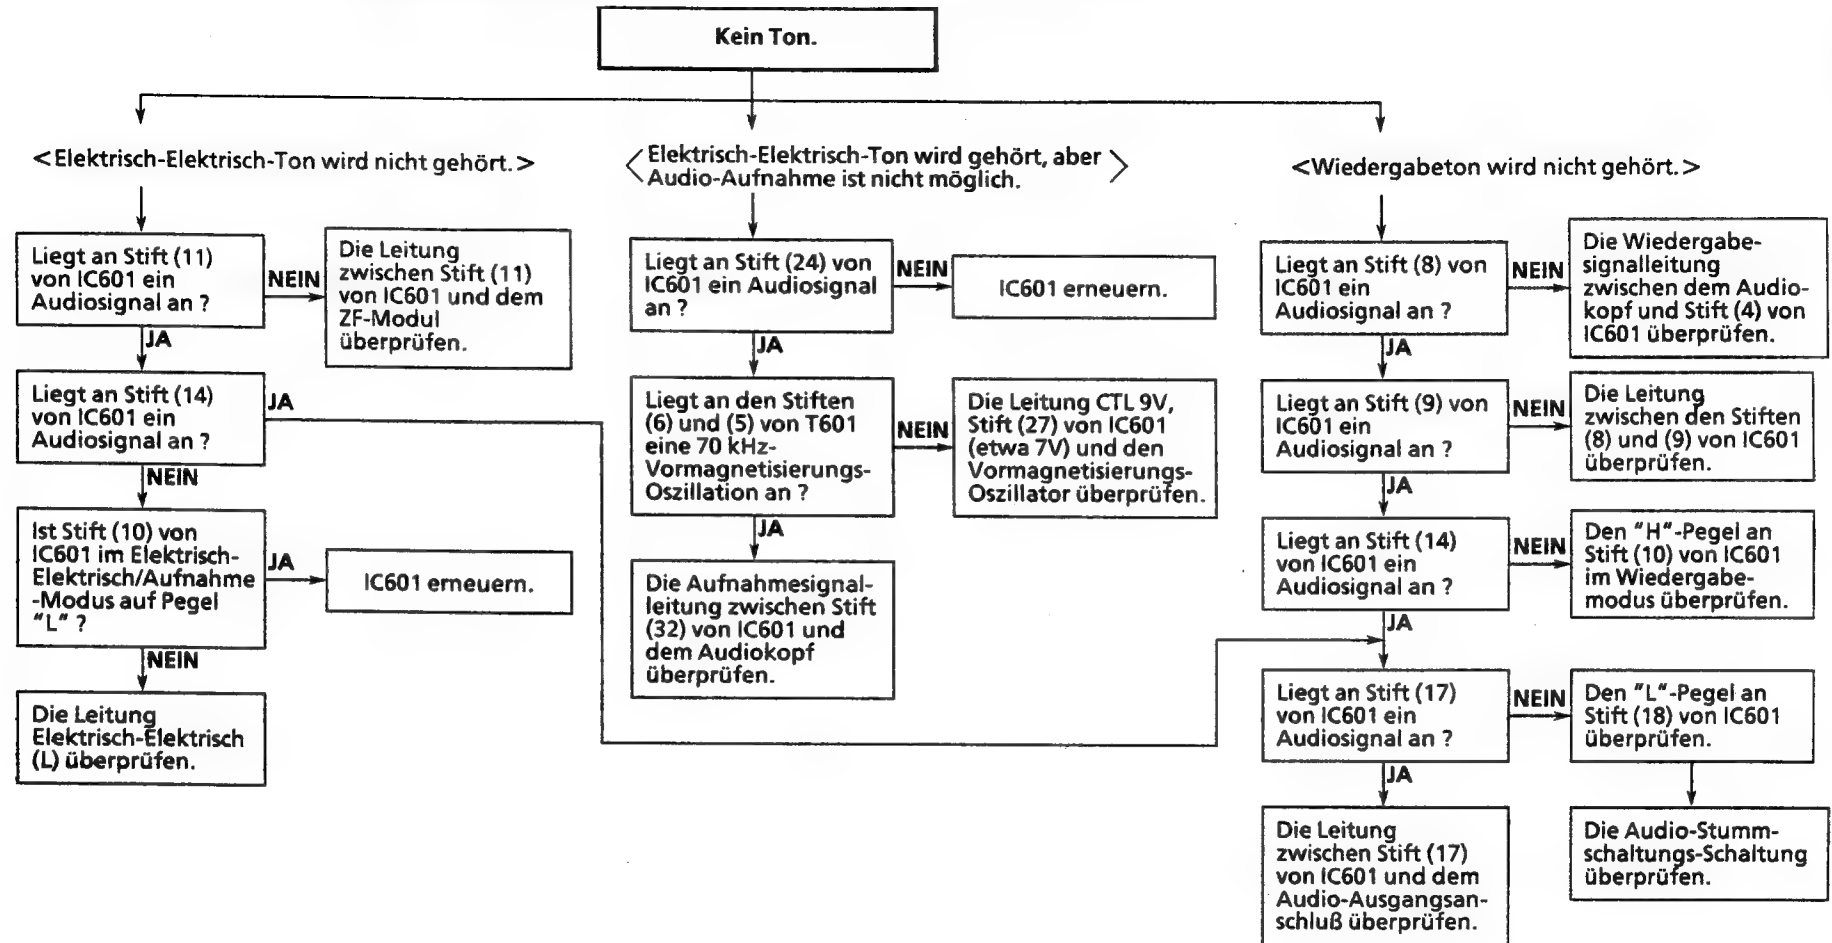 Kein Ton.
<Elektrisch-Elektrisch-Ton wird nicht gehört.>
Liegt an Stift (11)
von IC601 ein
Audiosignal an ?
NEIN
Die Leitung
zwischen Stift (11)
von IC601 und dem
ZF-Modul
überprüfen.
JA
Liegt an Stift (14)
von IC601 ein
Audiosignal an ?
JA
NEIN
Ist Stift (10) von
IC601 im Elektrisch-
Elektrisch/Aufnahme
-Modus auf Pegel
"L" ?
JA
IC601 erneuern.
NEIN
Die Leitung
Elektrisch-Elektrisch
(L) überprüfen.
<Elektrisch-Elektrisch-Ton wird gehört, aber
Audio-Aufnahme ist nicht möglich.>
Liegt an Stift (24) von
IC601 ein Audiosignal
an ?
NEIN
IC601 erneuern.
JA
Liegt an den Stiften
(6) und (5) von T601
eine 70 kHz-
Vormagnetisierungs-
Oszillation an ?
NEIN
Die Leitung CTL 9V,
Stift (27) von IC601
(etwa 7V) und den
Vormagnetisierungs-
Oszillator überprüfen.
JA
Die Aufnahmesignal-
leitung zwischen Stift
(32) von IC601 und
dem Audiokopf
überprüfen.
<Wiedergabeton wird nicht gehört.>
Liegt an Stift (8) von
IC601 ein
Audiosignal an ?
NEIN
Die Wiedergabe-
signalleitung
zwischen dem Audio-
kopf und Stift (4) von
IC601 überprüfen.
JA
Liegt an Stift (9) von
IC601 ein
Audiosignal an ?
NEIN
Die Leitung
zwischen den Stiften
(8) und (9) von IC601
überprüfen.
JA
Liegt an Stift (14)
von IC601 ein
Audiosignal an ?
NEIN
Den "H"-Pegel an
Stift (10) von IC601
im Wiedergabe-
modus überprüfen.
JA
Liegt an Stift (17)
von IC601 ein
Audiosignal an ?
NEIN
Den "L"-Pegel an
Stift (18) von IC601
überprüfen.
JA
Die Leitung
zwischen Stift (17)
von IC601 und dem
Audio-Ausgangsan-
schluß überprüfen.
Die Audio-Stumm-
schaltungs-Schaltung
überprüfen.